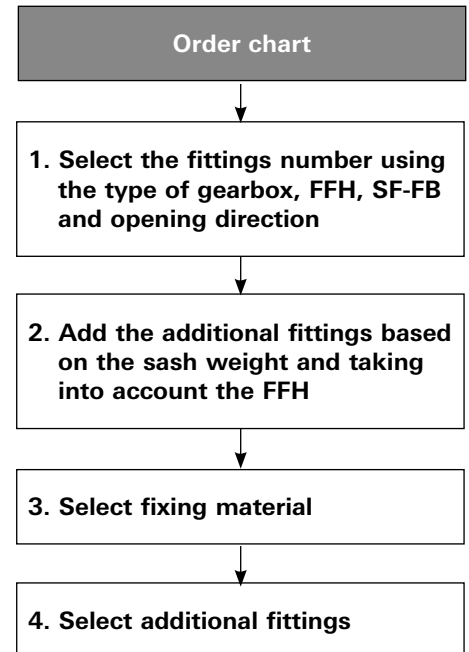 Order chart
1. Select the fittings number using
the type of gearbox, FFH, SF-FB
and opening direction
2. Add the additional fittings based
on the sash weight and taking
into account the FFH
3. Select fixing material
4. Select additional fittings